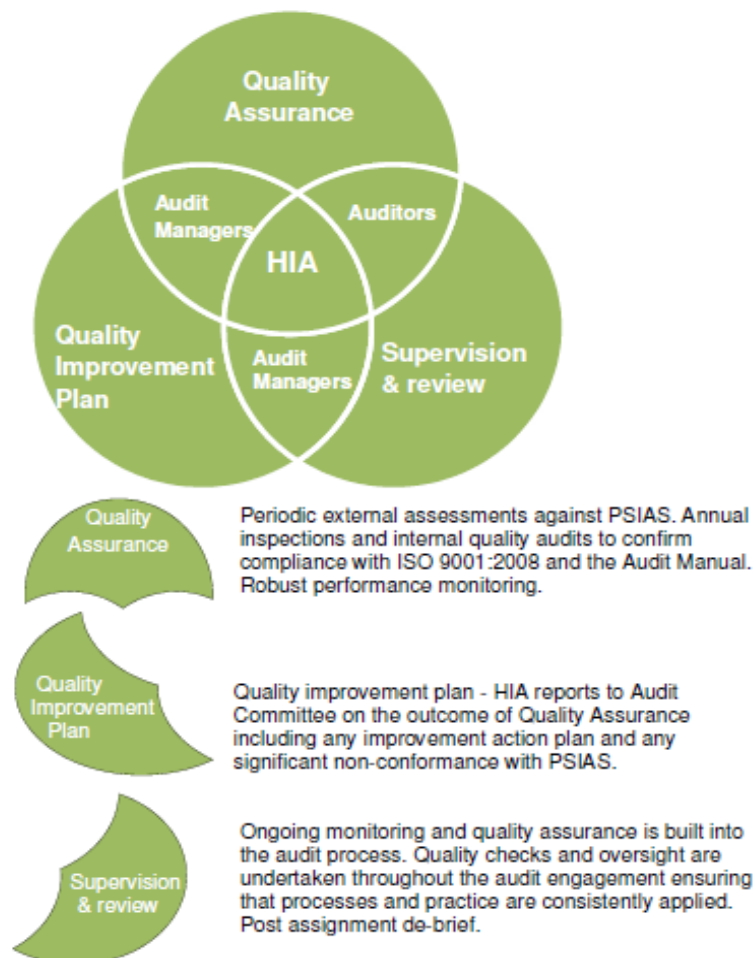 Quality
Assurance
Audit
Managers
Auditors
HIA
Quality
Improvement
Plan
Audit
Managers
Supervision
& review
Quality
Assurance
Periodic external assessments against PSIAS. Annual
inspections and internal quality audits to confirm
compliance with ISO 9001:2008 and the Audit Manual.
Robust performance monitoring.
Quality
Improvement
Plan
Quality improvement plan - HIA reports to Audit
Committee on the outcome of Quality Assurance
including any improvement action plan and any
significant non-conformance with PSIAS.
Supervision
& review
Ongoing monitoring and quality assurance is built into
the audit process. Quality checks and oversight are
undertaken throughout the audit engagement ensuring
that processes and practice are consistently applied.
Post assignment de-brief.